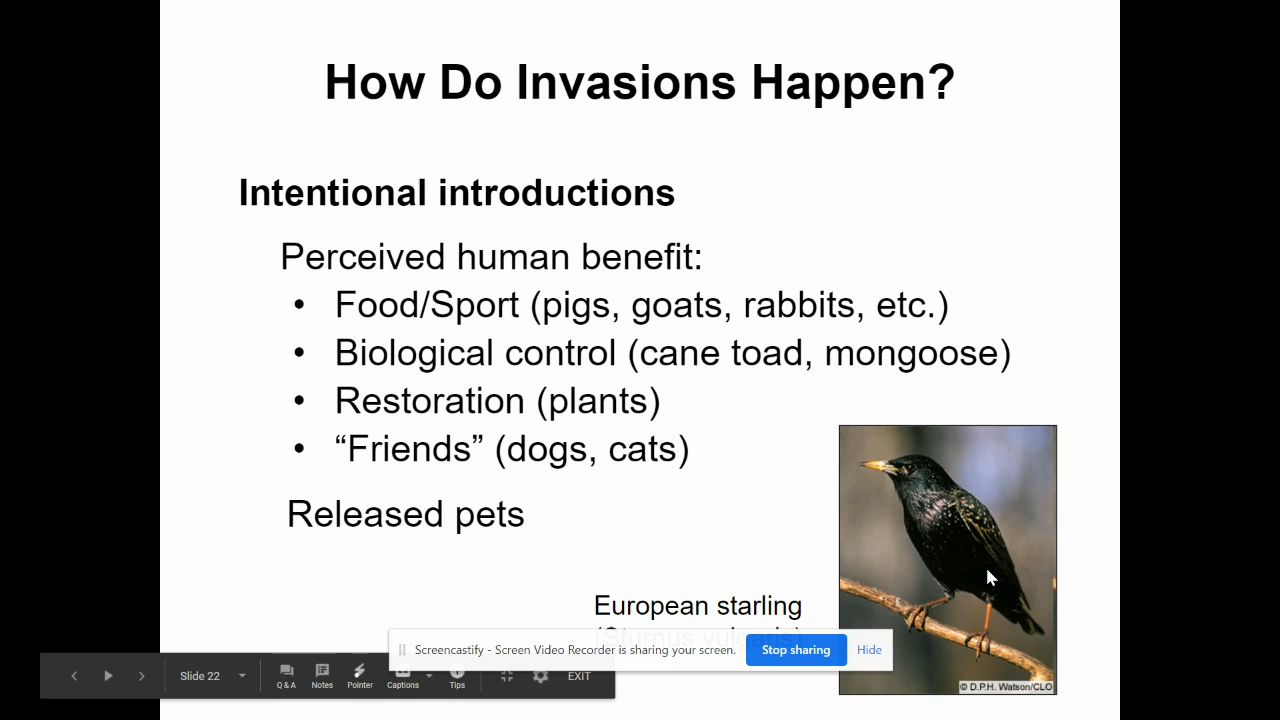 How Do Invasions Happen?
Intentional introductions
Perceived human benefit:
• Food/Sport (pigs, goats, rabbits, etc.)
• Biological control (cane toad, mongoose)
• Restoration (plants)
• “Friends” (dogs, cats)
Released pets
European starling
(Sturnus vulgaris)
Screencastify - Screen Video Recorder is sharing your screen.
Stop sharing
Hide
Slide 22
Q & A
Notes
Pointer
Captions
Tips
EXIT
© D.P.H. Watson/CLO